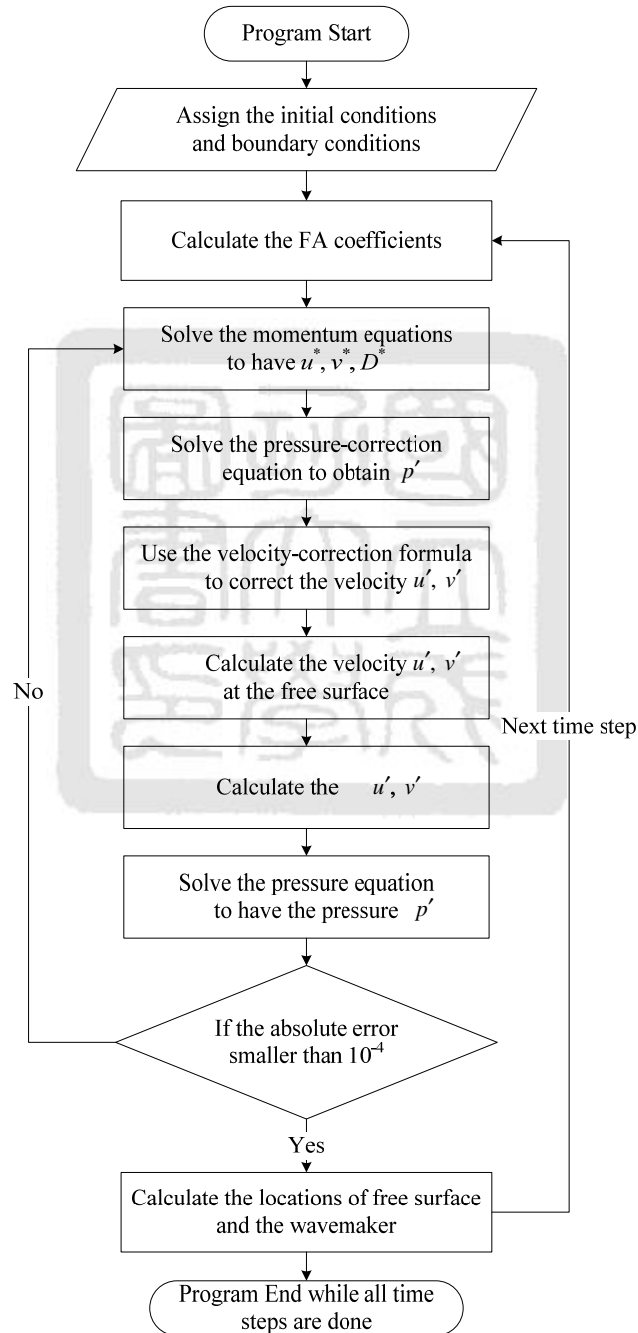 Program Start
Assign the initial conditions
and boundary conditions
Calculate the FA coefficients
Solve the momentum equations
to have u*, v*, D*
Solve the pressure-correction
equation to obtain p′
Use the velocity-correction formula
to correct the velocity u′, v′
Calculate the velocity u′, v′
at the free surface
No
Next time step
Calculate the u′, v′
Solve the pressure equation
to have the pressure p′
If the absolute error
smaller than 10⁻⁴
Yes
Calculate the locations of free surface
and the wavemaker
Program End while all time
steps are done